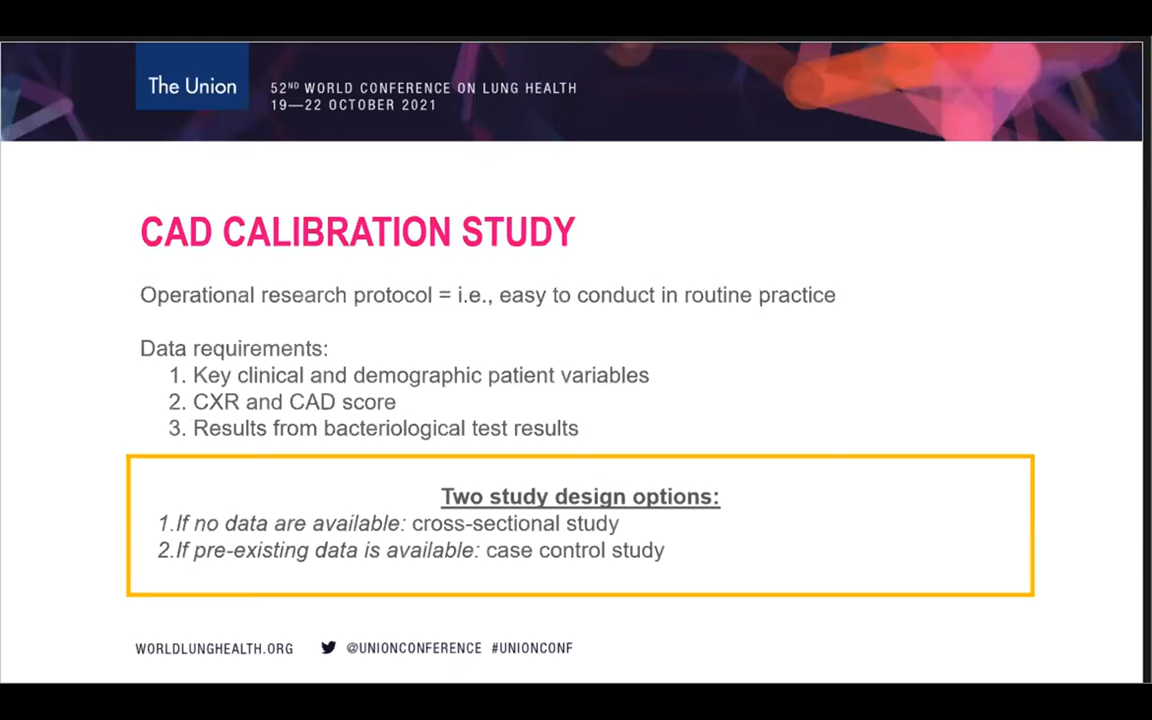 The Union
52ND WORLD CONFERENCE ON LUNG HEALTH
19—22 OCTOBER 2021
CAD CALIBRATION STUDY
Operational research protocol = i.e., easy to conduct in routine practice
Data requirements:
1. Key clinical and demographic patient variables
2. CXR and CAD score
3. Results from bacteriological test results
Two study design options:
1.If no data are available: cross-sectional study
2.If pre-existing data is available: case control study
WORLDLUNGHEALTH.ORG @UNIONCONFERENCE #UNIONCONF